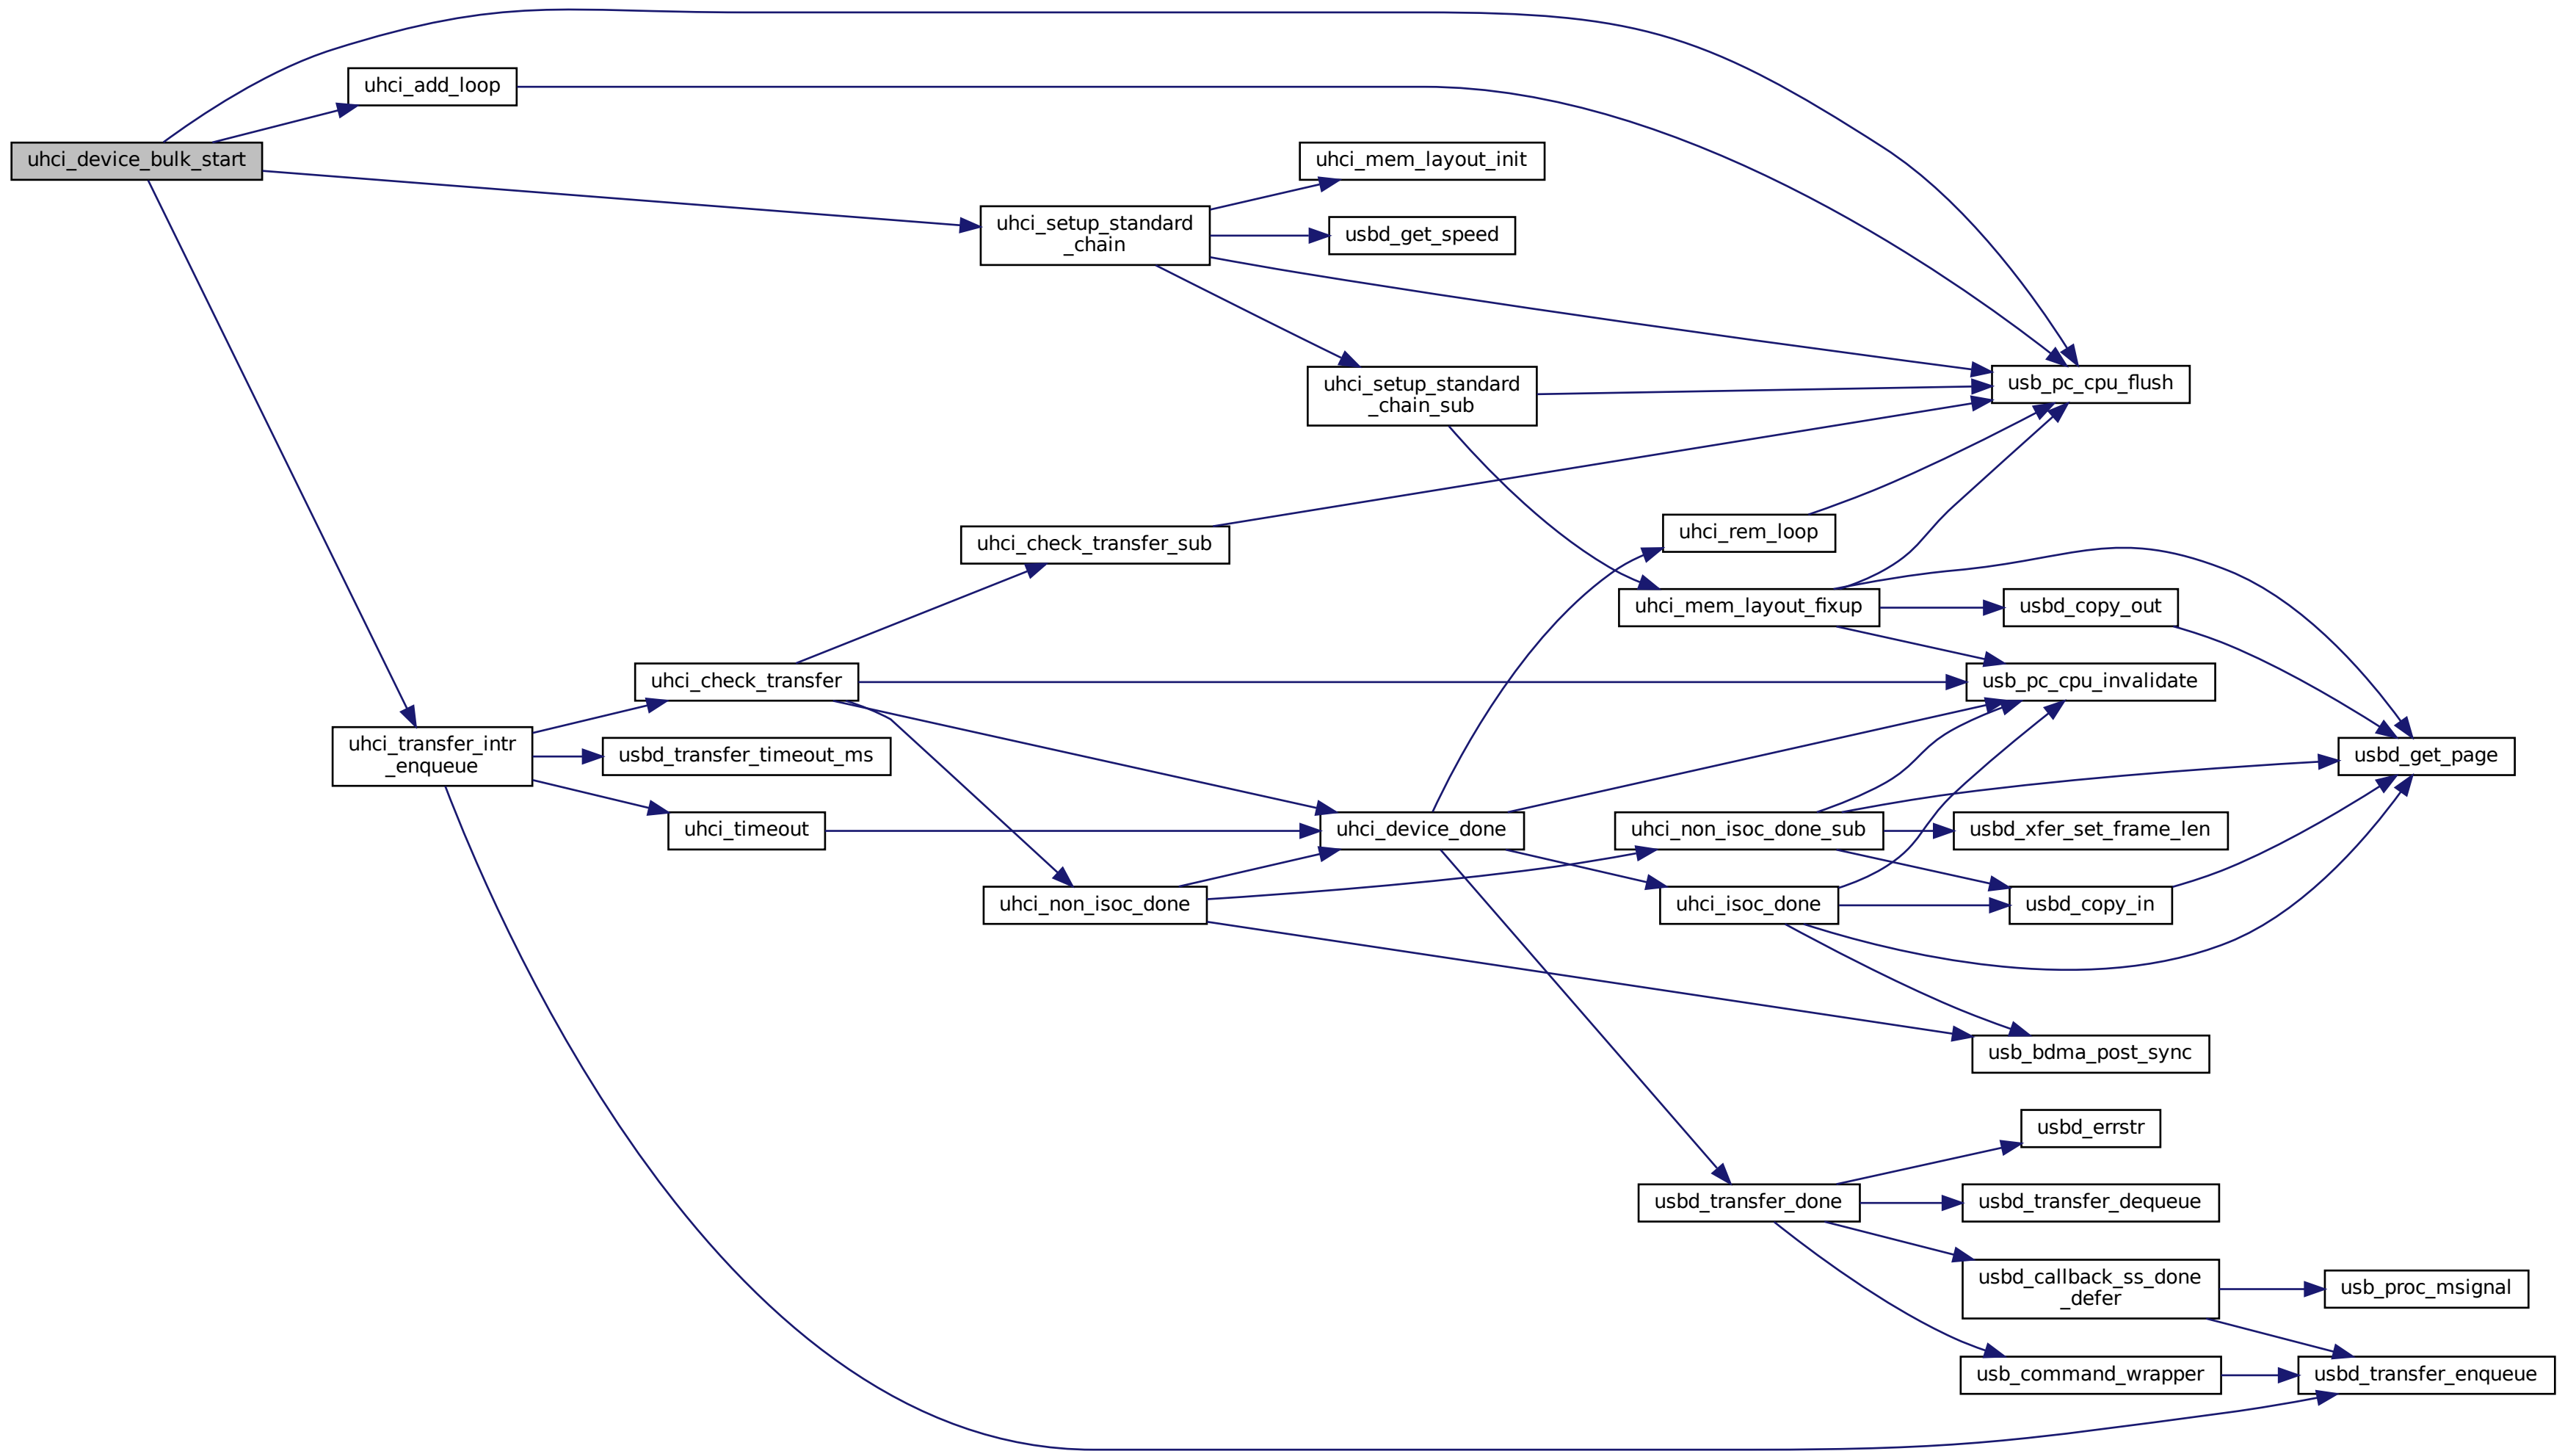 uhci_add_loop
uhci_device_bulk_start
uhci_mem_layout_init
uhci_setup_standard
_chain
usbd_get_speed
uhci_setup_standard
_chain_sub
usb_pc_cpu_flush
uhci_check_transfer_sub
uhci_rem_loop
uhci_mem_layout_fixup
usbd_copy_out
uhci_check_transfer
usb_pc_cpu_invalidate
uhci_transfer_intr
_enqueue
usbd_transfer_timeout_ms
usbd_get_page
uhci_timeout
uhci_device_done
uhci_non_isoc_done_sub
usbd_xfer_set_frame_len
uhci_non_isoc_done
uhci_isoc_done
usbd_copy_in
usb_bdma_post_sync
usbd_errstr
usbd_transfer_done
usbd_transfer_dequeue
usbd_callback_ss_done
_defer
usb_proc_msignal
usb_command_wrapper
usbd_transfer_enqueue